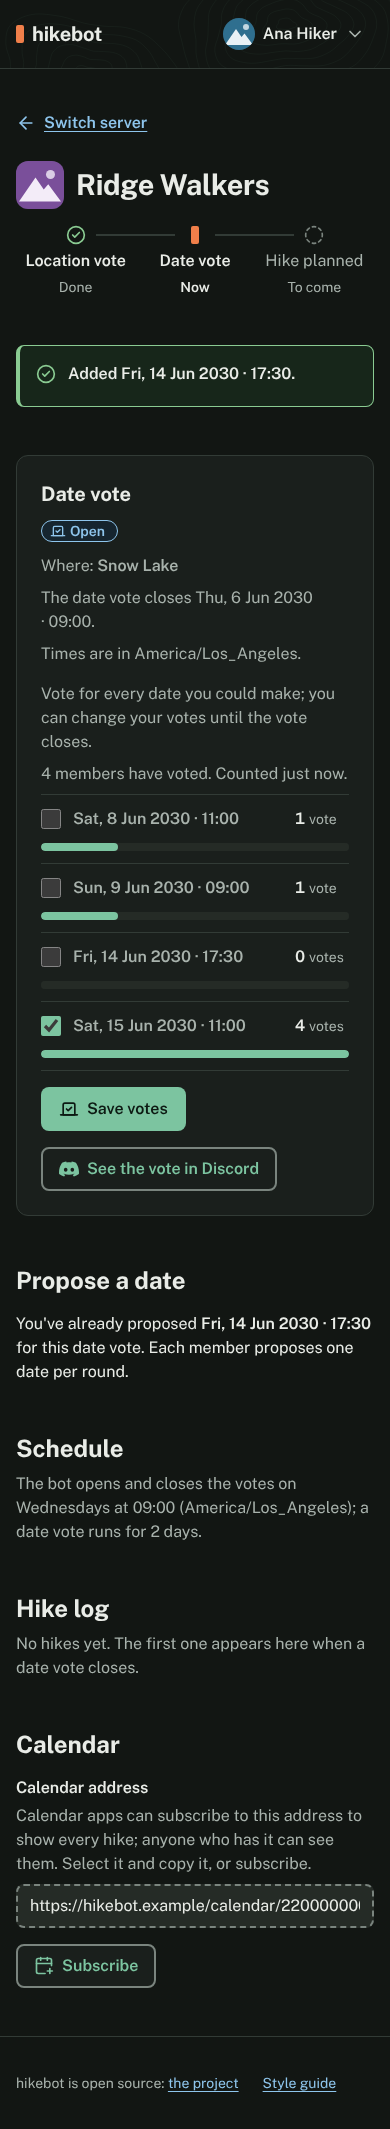 hikebot
Ana Hiker
Switch server
Ridge Walkers
Location vote
Date vote
Hike planned
Done
Now
To come
Added Fri, 14 Jun 2030 · 17:30.
Date vote
Open
Where: Snow Lake
The date vote closes Thu, 6 Jun 2030
· 09:00.
Times are in America/Los_Angeles.
Vote for every date you could make; you
can change your votes until the vote
closes.
4 members have voted. Counted just now.
Sat, 8 Jun 2030 · 11:00 1 vote
Sun, 9 Jun 2030 · 09:00 1 vote
Fri, 14 Jun 2030 · 17:30 0 votes
Sat, 15 Jun 2030 · 11:00 4 votes
Save votes
See the vote in Discord
Propose a date
You've already proposed Fri, 14 Jun 2030 · 17:30
for this date vote. Each member proposes one
date per round.
Schedule
The bot opens and closes the votes on
Wednesdays at 09:00 (America/Los_Angeles); a
date vote runs for 2 days.
Hike log
No hikes yet. The first one appears here when a
date vote closes.
Calendar
Calendar address
Calendar apps can subscribe to this address to
show every hike; anyone who has it can see
them. Select it and copy it, or subscribe.
https://hikebot.example/calendar/220000000
Subscribe
hikebot is open source: the project Style guide